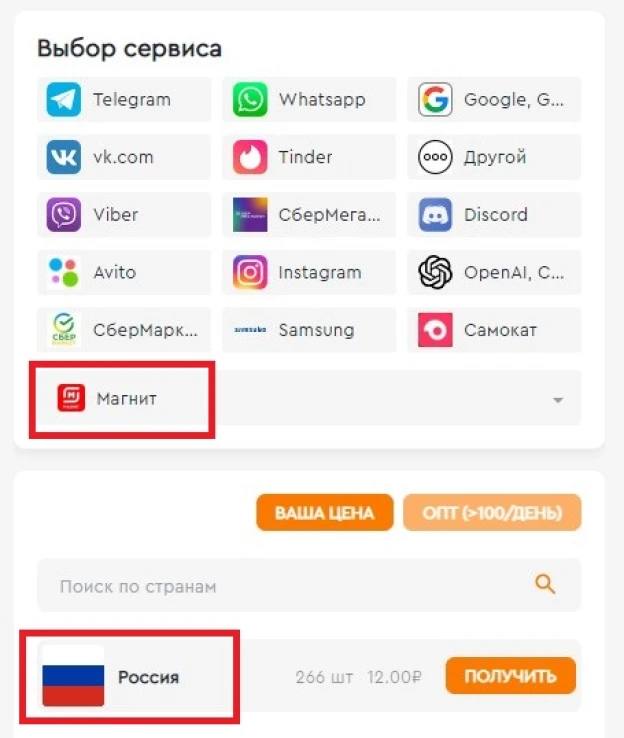 Выбор сервиса
Telegram Whatsapp Google, G...
vk.com Tinder Другой
Viber СберМега... Discord
Avito Instagram OpenAI, C...
СберМарк... Samsung Самокат
Магнит
ВАША ЦЕНА ОПТ (>100/ДЕНЬ)
Поиск по странам
Россия 266 шт 12.00₽ ПОЛУЧИТЬ